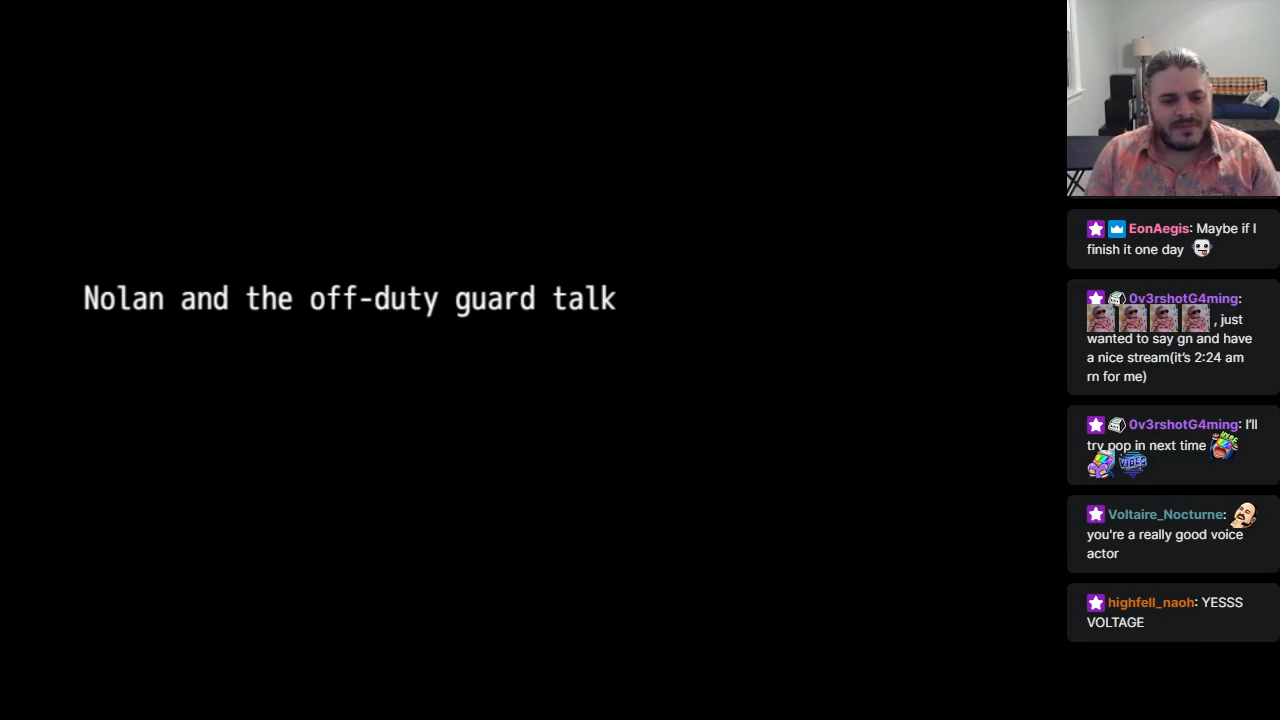 Nolan and the off-duty guard talk
EonAegis: Maybe if I
finish it one day
0v3rshotG4ming:
, just
wanted to say gn and have
a nice stream(it's 2:24 am
rn for me)
0v3rshotG4ming: I'll
try pop in next time
VIBES
Voltaire_Nocturne:
you're a really good voice
actor
highfell_naoh: YESSS
VOLTAGE